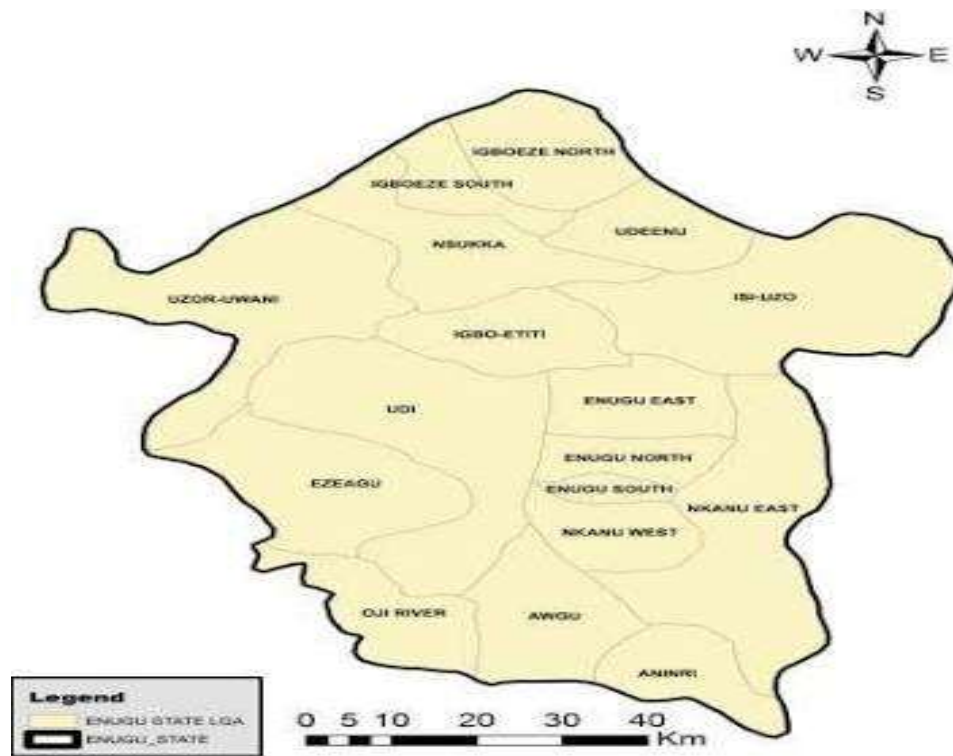 N
W E
S
IGBOEZE NORTH
IGBOEZE SOUTH
UDEENU
NSUKKA
UZOR-UWANI
ISI-UZO
IGBO-ETITI
ENUGU EAST
UDI
ENUGU NORTH
EZEAGU
ENUGU SOUTH
NKANU EAST
NKANU WEST
OJI RIVER
AWGU
ANINRI
Legend
ENUGU STATE LGA
ENUGU_STATE
0 5 10 20 30 40
Km